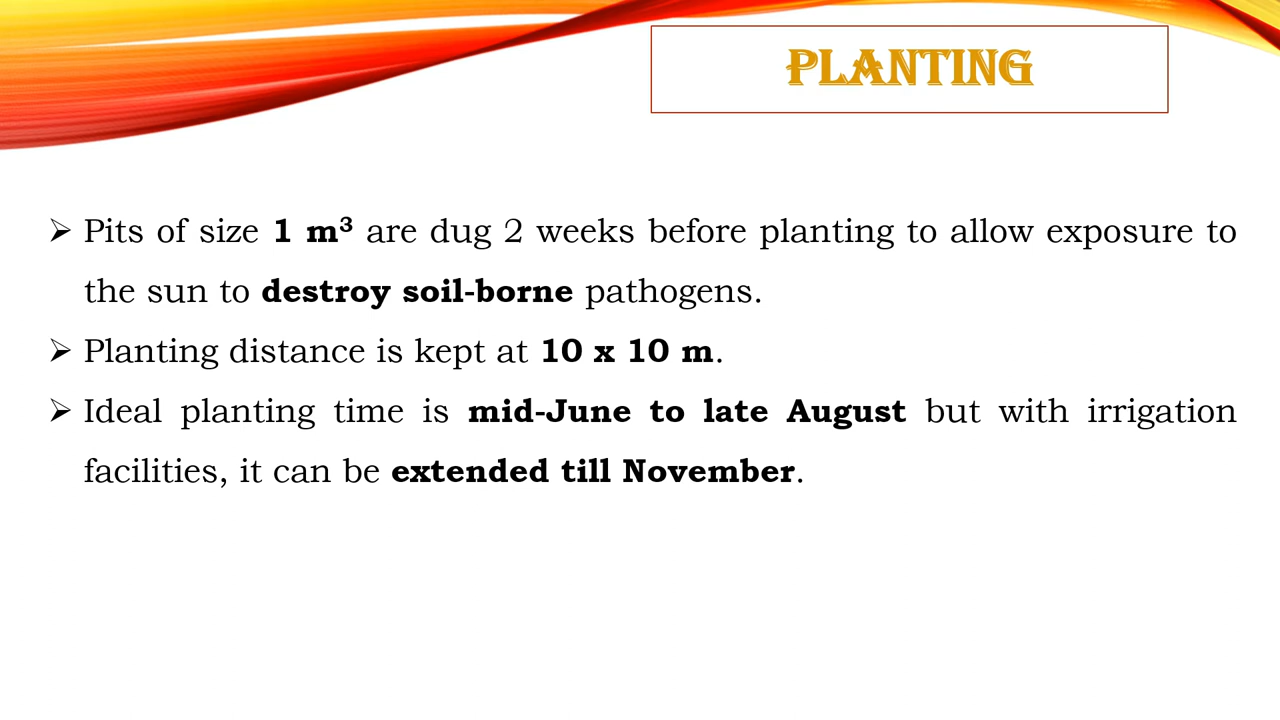 PLANTING
➢ Pits of size 1 m³ are dug 2 weeks before planting to allow exposure to
the sun to destroy soil-borne pathogens.
➢ Planting distance is kept at 10 x 10 m.
➢ Ideal planting time is mid-June to late August but with irrigation
facilities, it can be extended till November.